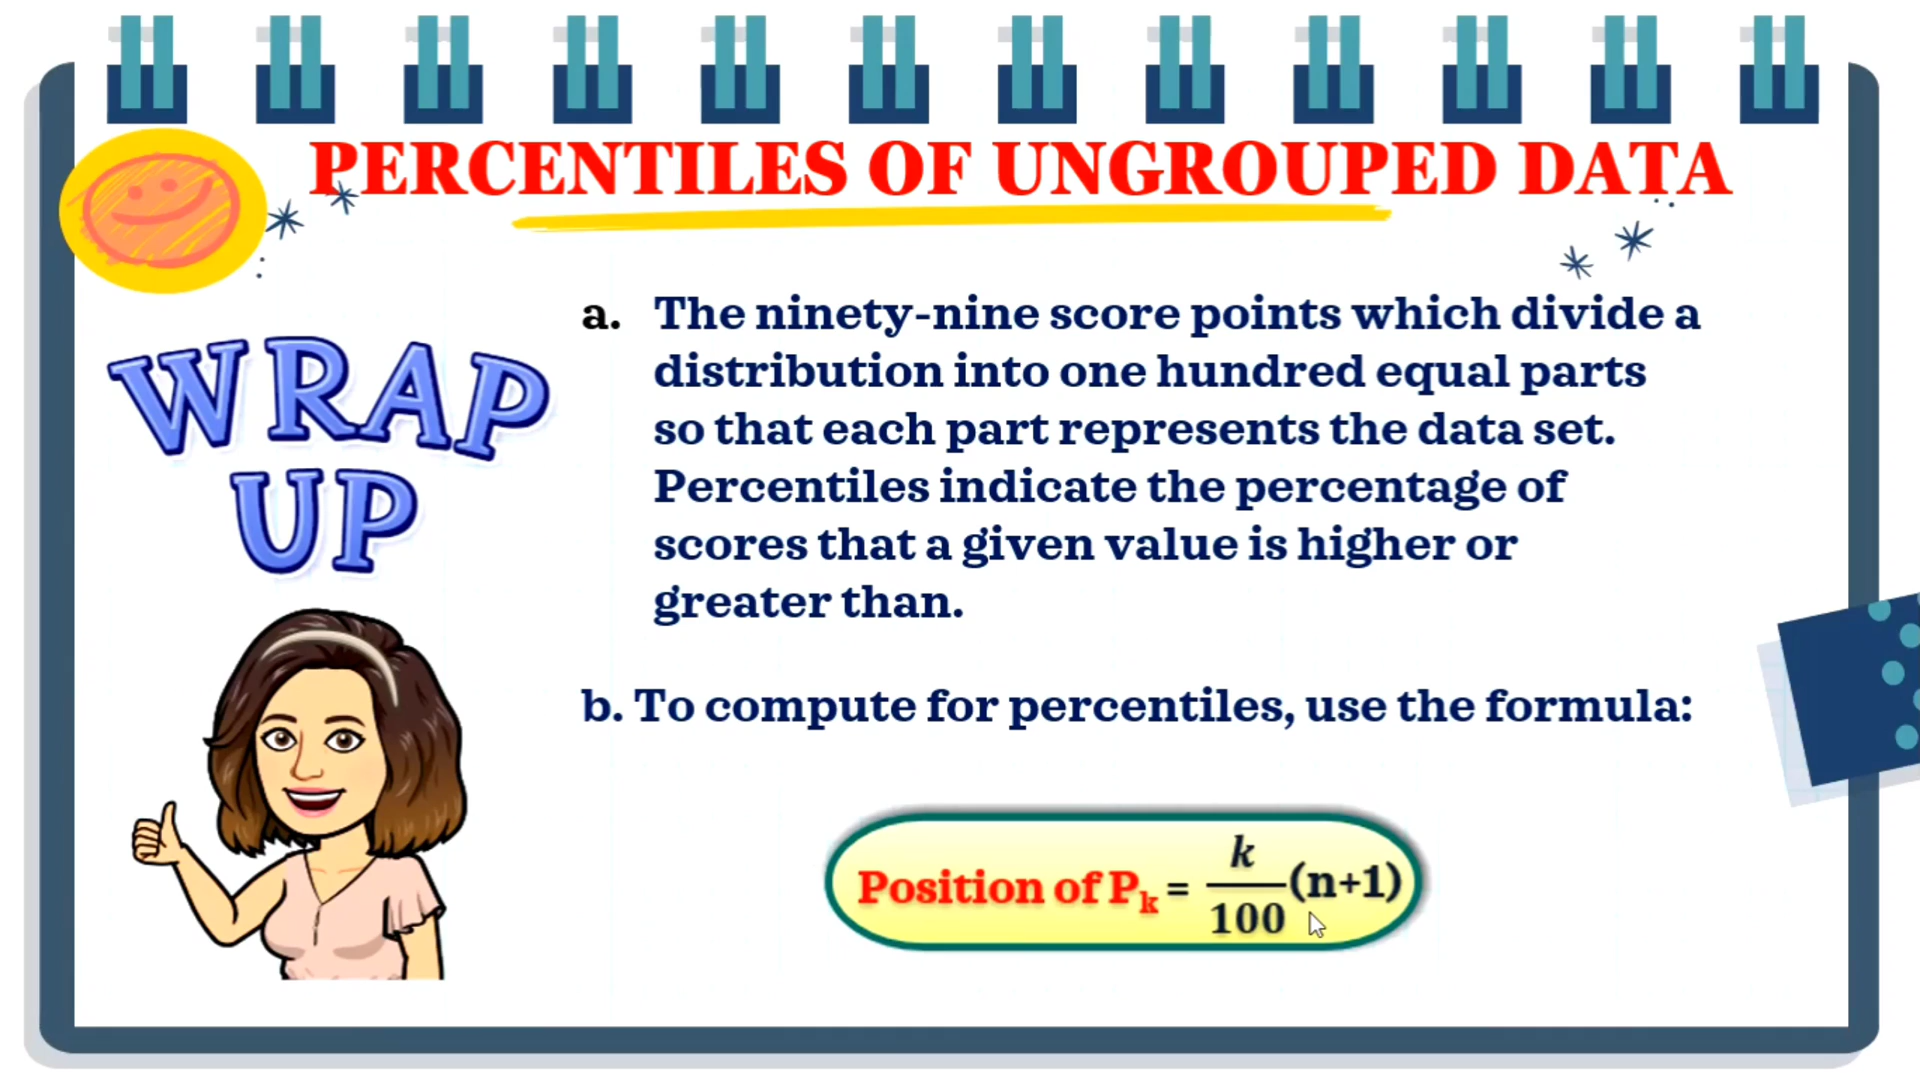 PERCENTILES OF UNGROUPED DATA
WRAP
UP
a. The ninety-nine score points which divide a
distribution into one hundred equal parts
so that each part represents the data set.
Percentiles indicate the percentage of
scores that a given value is higher or
greater than.
b. To compute for percentiles, use the formula:
Position of Pₖ = k/100 (n+1)